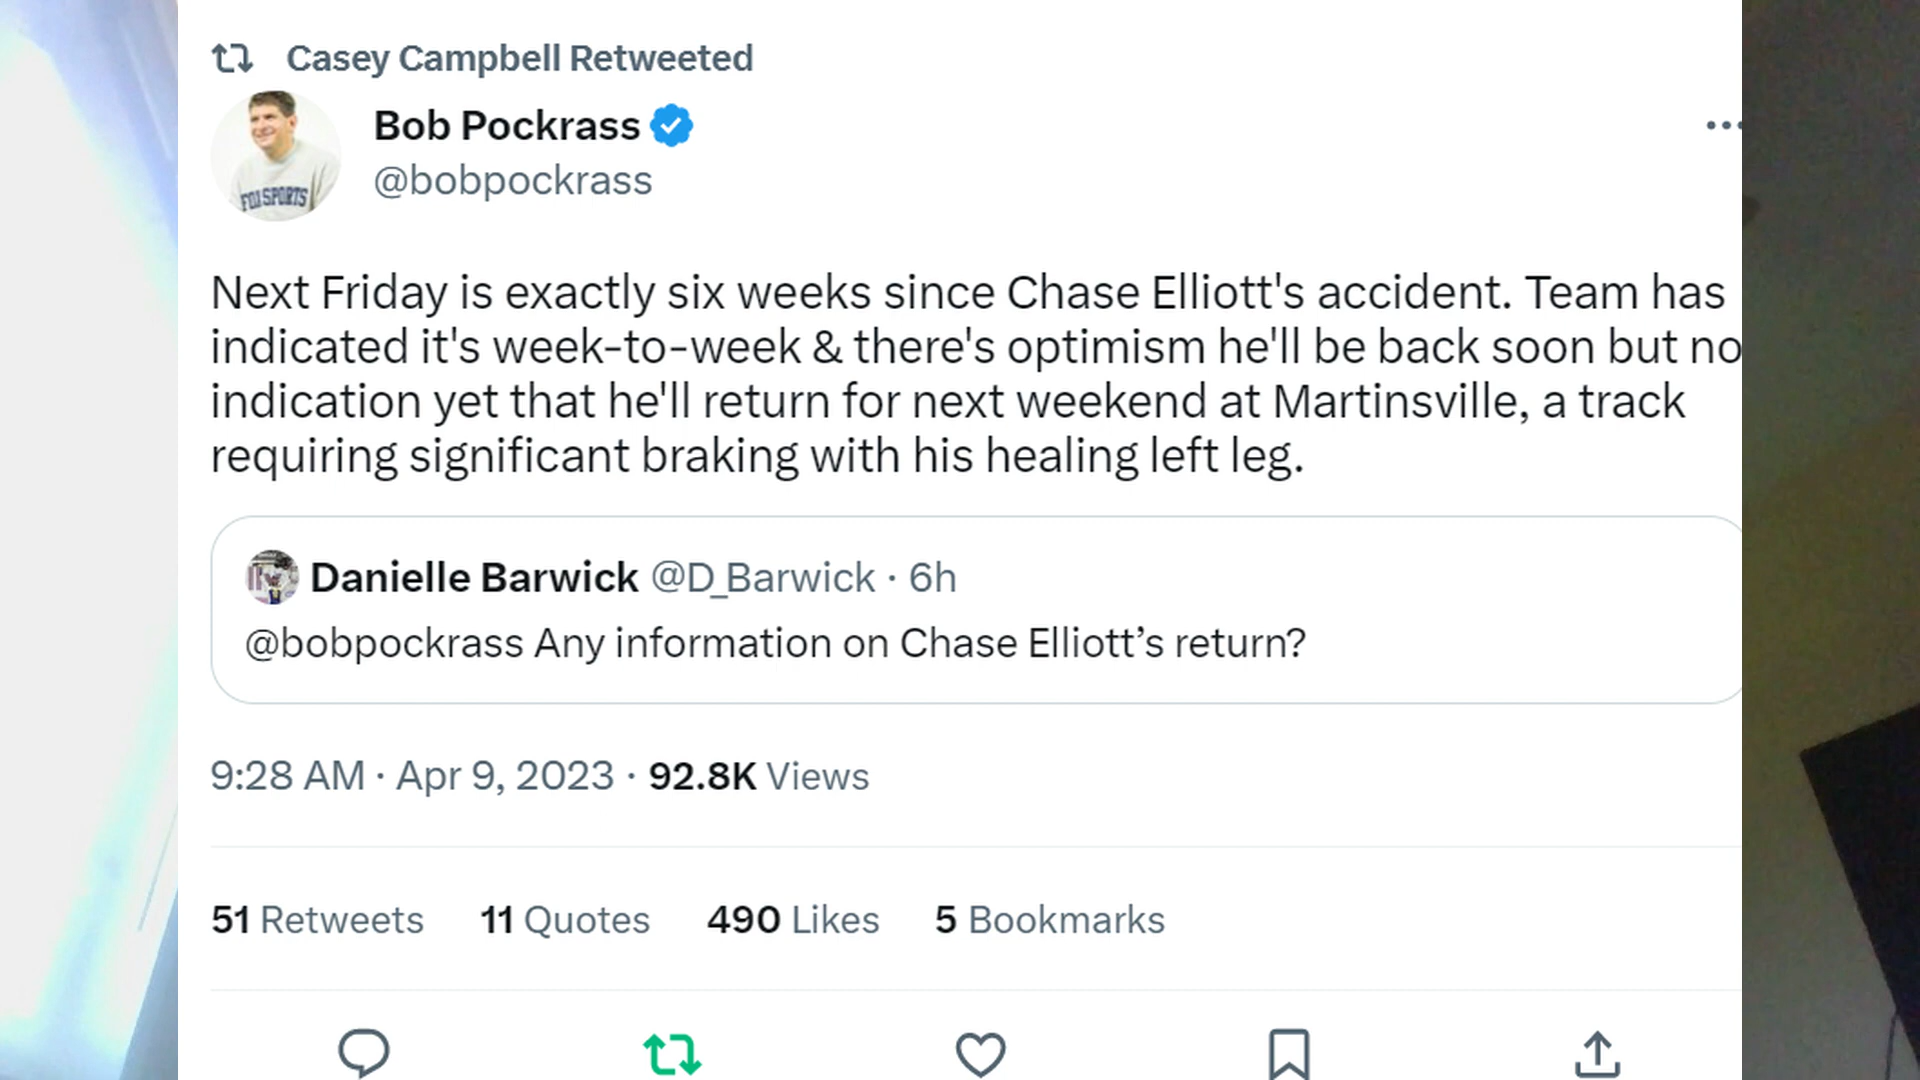 Casey Campbell Retweeted
Bob Pockrass
@bobpockrass
FOX SPORTS
Next Friday is exactly six weeks since Chase Elliott's accident. Team has
indicated it's week-to-week & there's optimism he'll be back soon but no
indication yet that he'll return for next weekend at Martinsville, a track
requiring significant braking with his healing left leg.
Danielle Barwick @D_Barwick · 6h
@bobpockrass Any information on Chase Elliott’s return?
9:28 AM · Apr 9, 2023 · 92.8K Views
51 Retweets 11 Quotes 490 Likes 5 Bookmarks